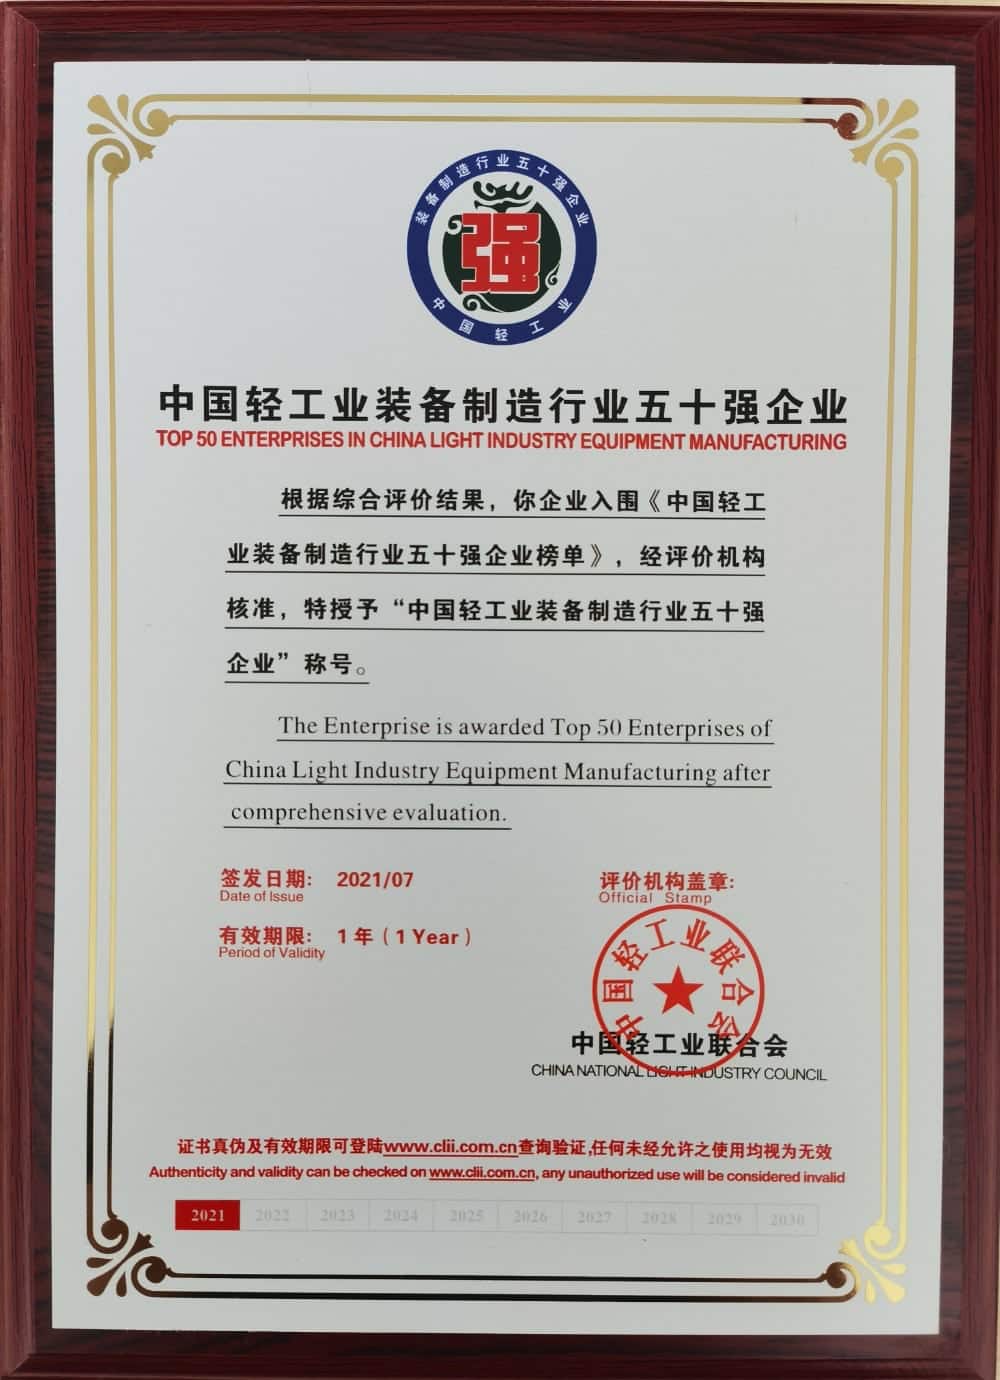 装备制造行业五十强企业
强
中国轻工业
中国轻工业装备制造行业五十强企业
TOP 50 ENTERPRISES IN CHINA LIGHT INDUSTRY EQUIPMENT MANUFACTURING
根据综合评价结果，你企业入围《中国轻工
业装备制造行业五十强企业榜单》，经评价机构
核准，特授予“中国轻工业装备制造行业五十强
企业”称号。
The Enterprise is awarded Top 50 Enterprises of
China Light Industry Equipment Manufacturing after
comprehensive evaluation.
签发日期: 2021/07
Date of Issue
有效期限: 1年（1 Year）
Period of Validity
评价机构盖章:
Official Stamp
中国轻工业联合会
中国轻工业联合会
CHINA NATIONAL LIGHT INDUSTRY COUNCIL
证书真伪及有效期限可登陆www.clii.com.cn查询验证,任何未经允许之使用均视为无效
Authenticity and validity can be checked on www.clii.com.cn, any unauthorized use will be considered invalid
2021 2022 2023 2024 2025 2026 2027 2028 2029 2030